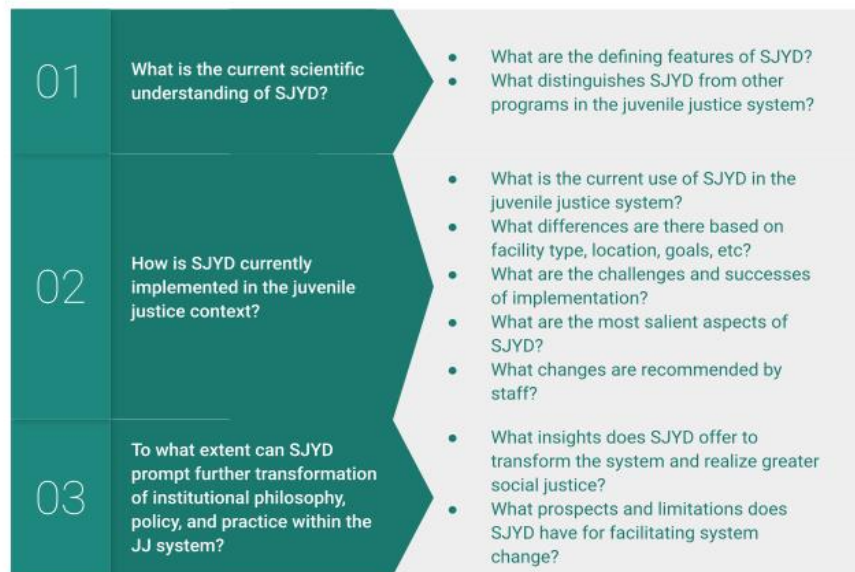 01
What is the current scientific
understanding of SJYD?
● What are the defining features of SJYD?
● What distinguishes SJYD from other
programs in the juvenile justice system?
02
How is SJYD currently
implemented in the juvenile
justice context?
● What is the current use of SJYD in the
juvenile justice system?
● What differences are there based on
facility type, location, goals, etc?
● What are the challenges and successes
of implementation?
● What are the most salient aspects of
SJYD?
● What changes are recommended by
staff?
03
To what extent can SJYD
prompt further transformation
of institutional philosophy,
policy, and practice within the
JJ system?
● What insights does SJYD offer to
transform the system and realize greater
social justice?
● What prospects and limitations does
SJYD have for facilitating system
change?